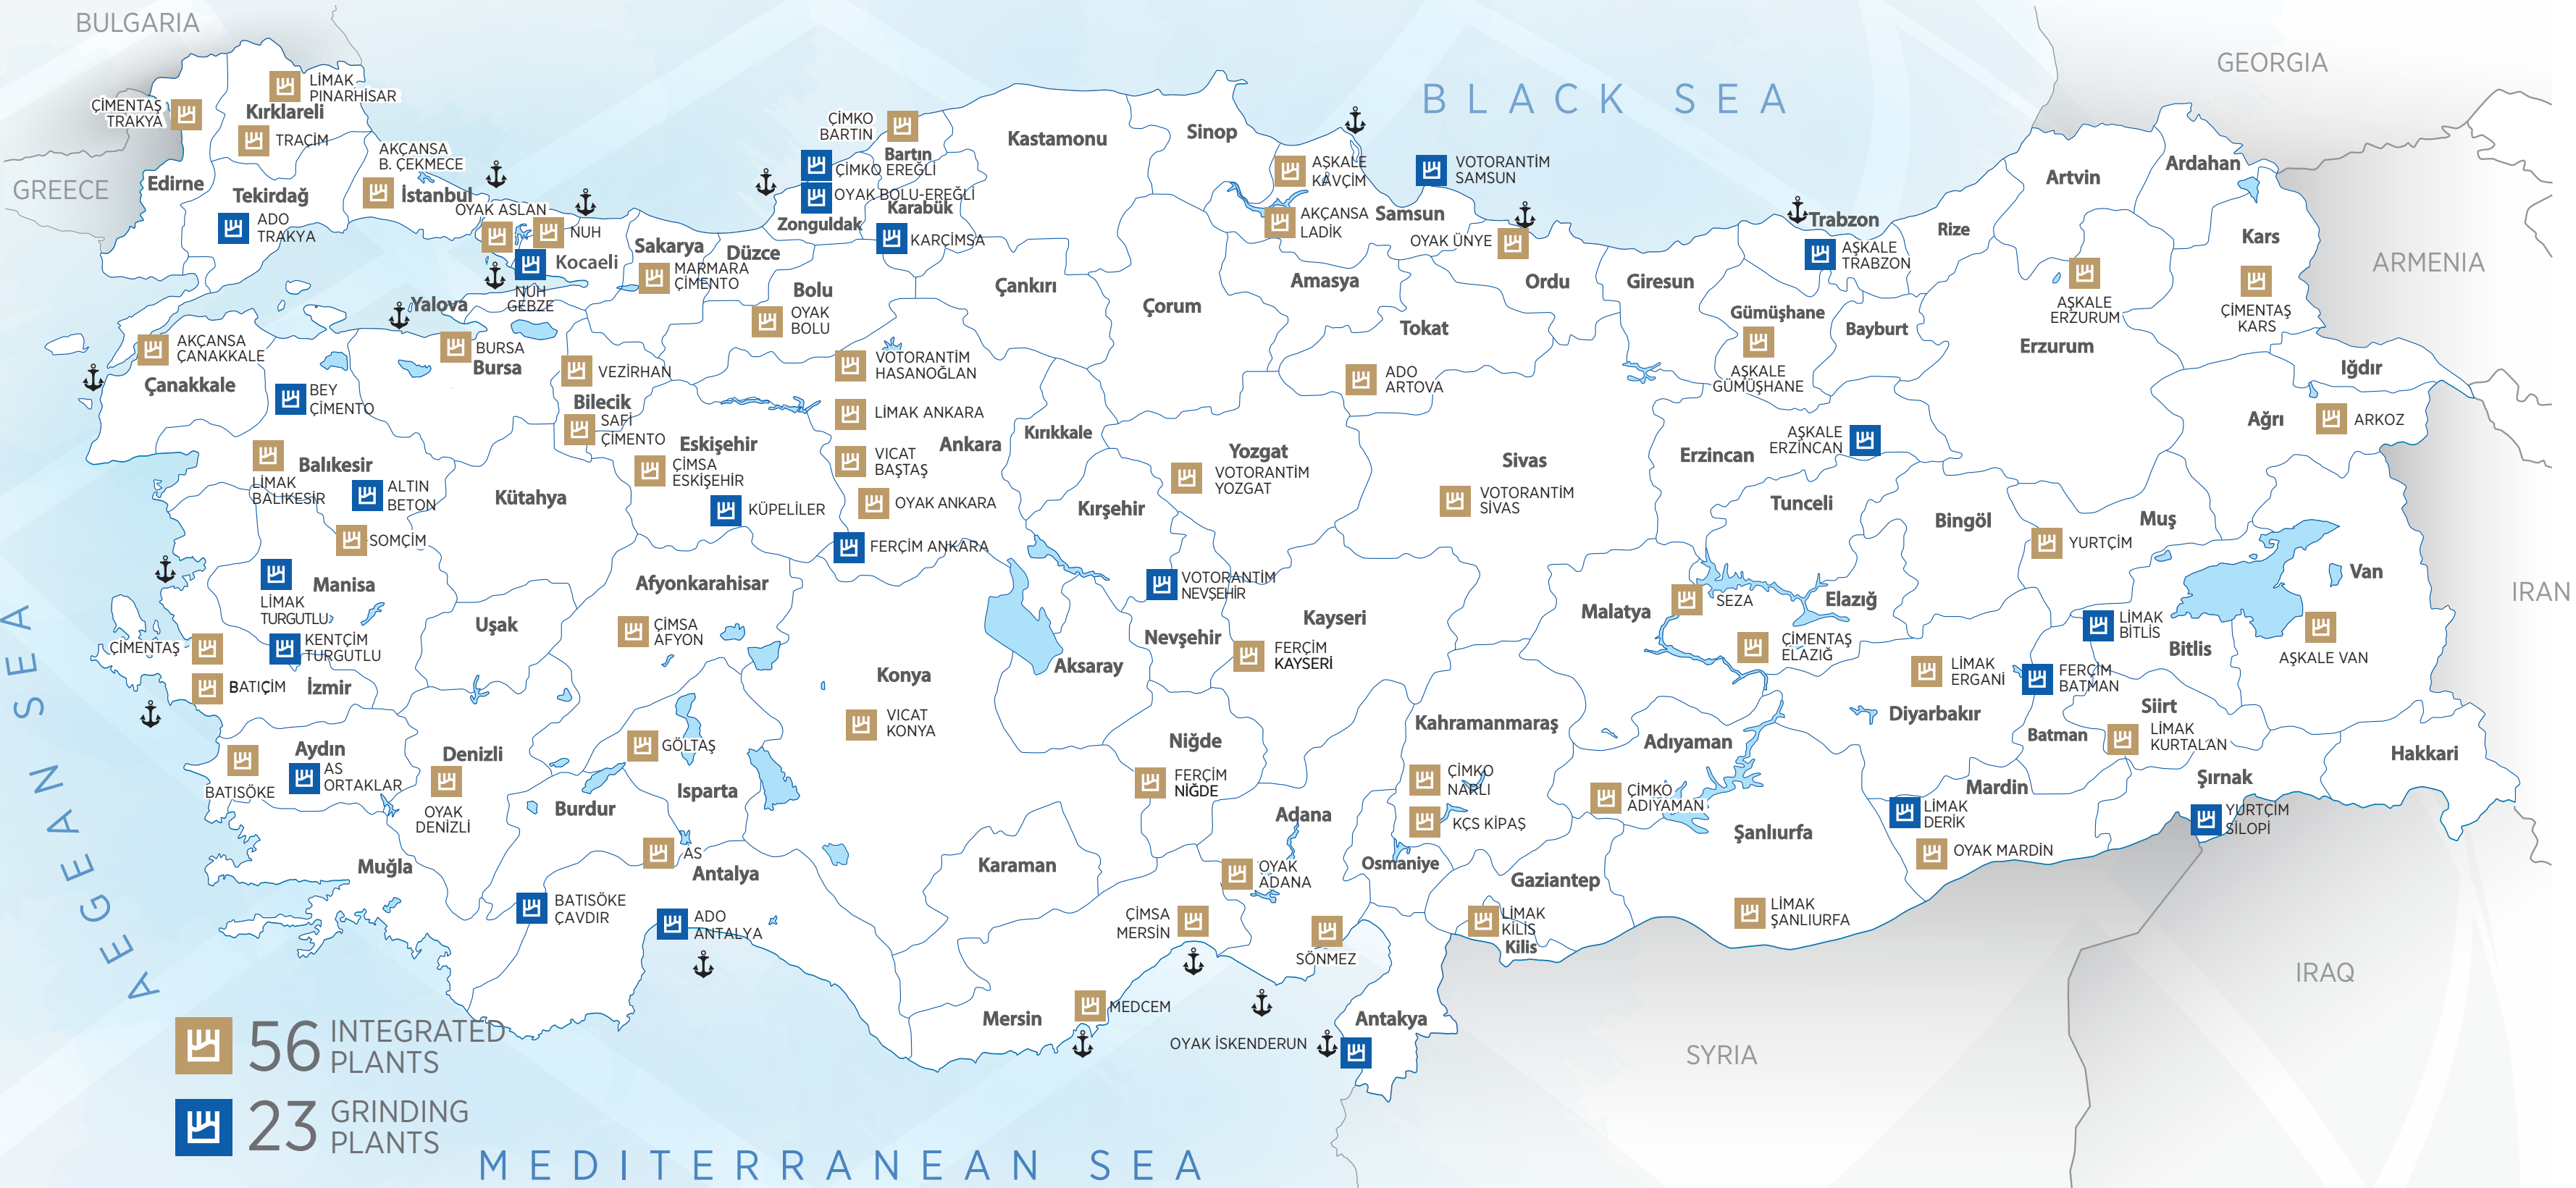 BULGARIA
GREECE
GEORGIA
ARMENIA
IRAN
IRAQ
SYRIA
BLACK SEA
AEGEAN SEA
MEDITERRANEAN SEA
LİMAK
PINARHİSAR
Kırklareli
ÇİMENTAŞ
TRAKYA
TRAÇİM
Edirne
Tekirdağ
ADO
TRAKYA
AKÇANSA
B. ÇEKMECE
İstanbul
OYAK ASLAN
NUH
Kocaeli
NUH
GEBZE
Yalova
Sakarya
MARMARA
ÇİMENTO
Düzce
ÇİMKO
BARTIN
Bartın
ÇİMKO EREĞLİ
OYAK BOLU-EREĞLİ
Karabük
Zonguldak
KARÇİMSA
Bolu
OYAK
BOLU
Kastamonu
Sinop
Çankırı
Çorum
AŞKALE
KAVÇİM
AKÇANSA
LADİK
Samsun
VOTORANTİM
SAMSUN
OYAK ÜNYE
Ordu
Amasya
Tokat
ADO
ARTOVA
Giresun
Trabzon
AŞKALE
TRABZON
Gümüşhane
AŞKALE
GÜMÜŞHANE
Bayburt
Rize
Artvin
Ardahan
Kars
ÇİMENTAŞ
KARS
AŞKALE
ERZURUM
Erzurum
Iğdır
Ağrı
ARKOZ
AKÇANSA
ÇANAKKALE
Çanakkale
BEY
ÇİMENTO
BURSA
Bursa
VEZİRHAN
Bilecik
SAFİ
ÇİMENTO
Eskişehir
ÇİMSA
ESKİŞEHİR
KÜPELİLER
VOTORANTİM
HASANOĞLAN
LİMAK ANKARA
VICAT
BAŞTAŞ
Ankara
OYAK ANKARA
FERÇİM ANKARA
Kırıkkale
Kırşehir
Yozgat
VOTORANTİM
YOZGAT
Sivas
VOTORANTİM
SİVAS
Erzincan
AŞKALE
ERZİNCAN
Tunceli
Bingöl
Muş
YURTÇİM
Van
AŞKALE VAN
LİMAK
BİTLİS
Bitlis
Balıkesir
LİMAK
BALIKESİR
ALTIN
BETON
SOMÇİM
Kütahya
Manisa
LİMAK
TURGUTLU
KENTÇİM
TURGUTLU
ÇİMENTAŞ
BATIÇİM
İzmir
Uşak
Afyonkarahisar
ÇİMSA
AFYON
Konya
VICAT
KONYA
Aksaray
VOTORANTİM
NEVŞEHİR
Nevşehir
Kayseri
FERÇİM
KAYSERİ
Niğde
FERÇİM
NİĞDE
Malatya
SEZA
Elazığ
ÇİMENTAŞ
ELAZIĞ
LİMAK
ERGANİ
Diyarbakır
FERÇİM
BATMAN
Batman
Siirt
LİMAK
KURTALAN
Şırnak
YURTÇİM
SİLOPİ
Hakkari
Mardin
LİMAK
DERİK
OYAK MARDİN
Aydın
AS
ORTAKLAR
BATISÖKE
Denizli
OYAK
DENİZLİ
Muğla
GÖLTAŞ
Isparta
Burdur
AS
Antalya
BATISÖKE
ÇAVDIR
ADO
ANTALYA
Karaman
Mersin
MEDCEM
ÇİMSA
MERSİN
Adana
OYAK
ADANA
SÖNMEZ
Osmaniye
Kahramanmaraş
ÇİMKO
NARLI
KÇS KİPAŞ
Adıyaman
ÇİMKO
ADIYAMAN
Şanlıurfa
LİMAK
ŞANLIURFA
Gaziantep
LİMAK
KİLİS
Kilis
Antakya
OYAK İSKENDERUN
56 INTEGRATED
PLANTS
23 GRINDING
PLANTS